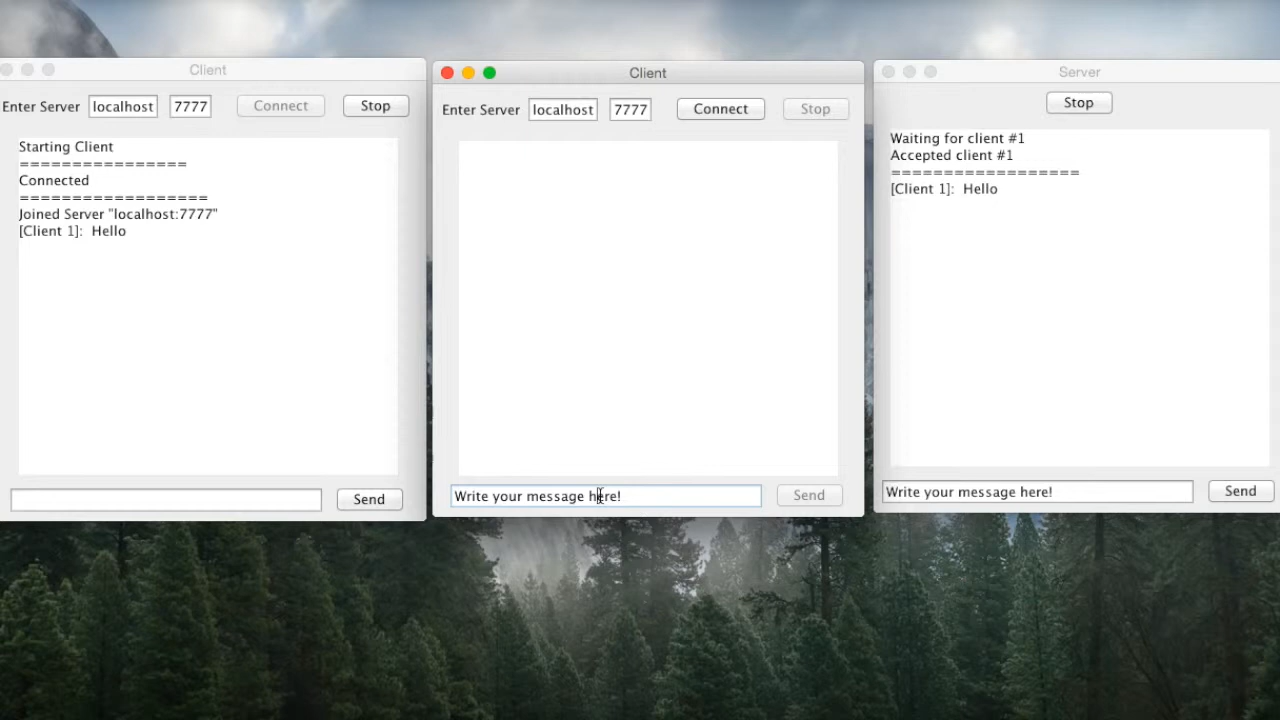 Client
Enter Server localhost 7777 Connect Stop
Starting Client
================
Connected
==================
Joined Server "localhost:7777"
[Client 1]:  Hello
Send
Client
Enter Server localhost 7777 Connect Stop
Write your message here! Send
Server
Stop
Waiting for client #1
Accepted client #1
==================
[Client 1]:  Hello
Write your message here! Send